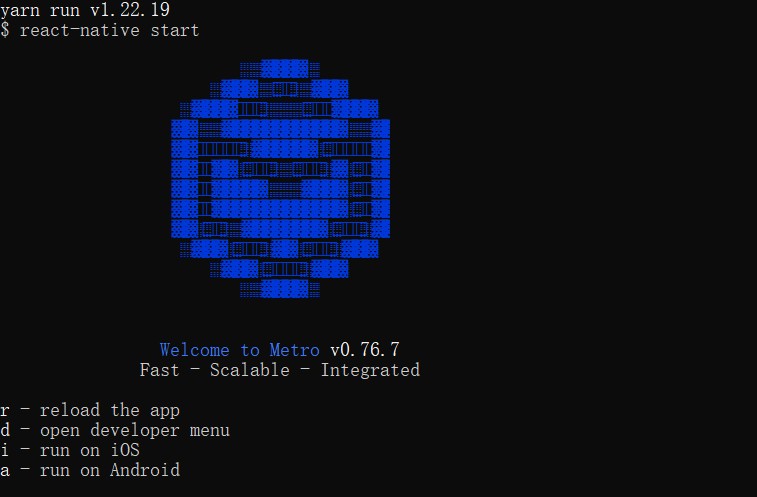 yarn run v1.22.19
$ react-native start
Welcome to Metro v0.76.7
Fast - Scalable - Integrated
r - reload the app
d - open developer menu
i - run on iOS
a - run on Android